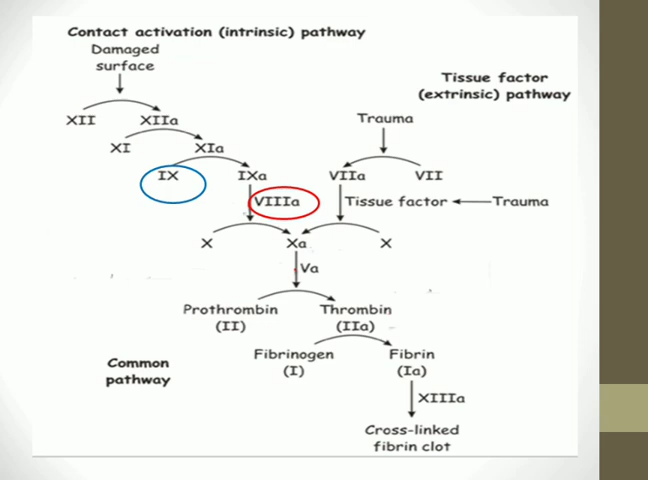 Contact activation (intrinsic) pathway
Damaged
surface
Tissue factor
(extrinsic) pathway
Trauma
XII
XIIa
XI
XIa
IX
IXa
VIIa
VII
VIIIa
Tissue factor
Trauma
X
Xa
X
Va
Prothrombin
(II)
Thrombin
(IIa)
Fibrinogen
(I)
Fibrin
(Ia)
Common
pathway
XIIIa
Cross-linked
fibrin clot